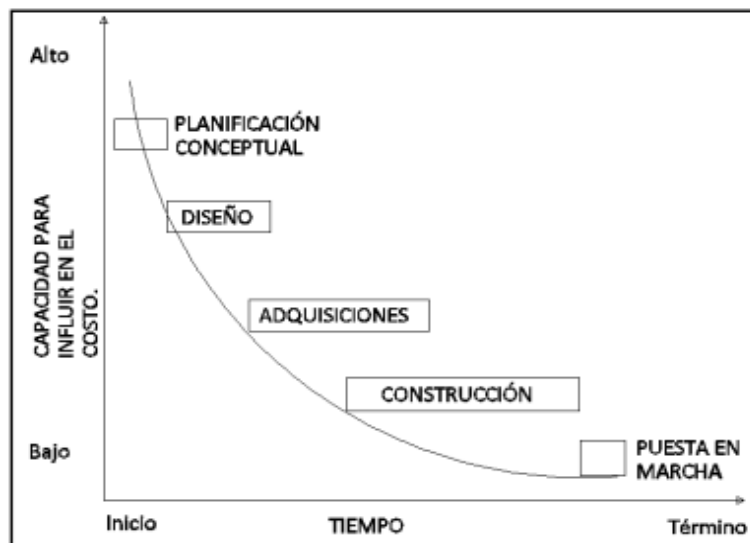 Alto
PLANIFICACIÓN
CONCEPTUAL
DISEÑO
CAPACIDAD PARA
INFLUIR EN EL
COSTO.
ADQUISICIONES
CONSTRUCCIÓN
Bajo
PUESTA EN
MARCHA
Inicio
TIEMPO
Término